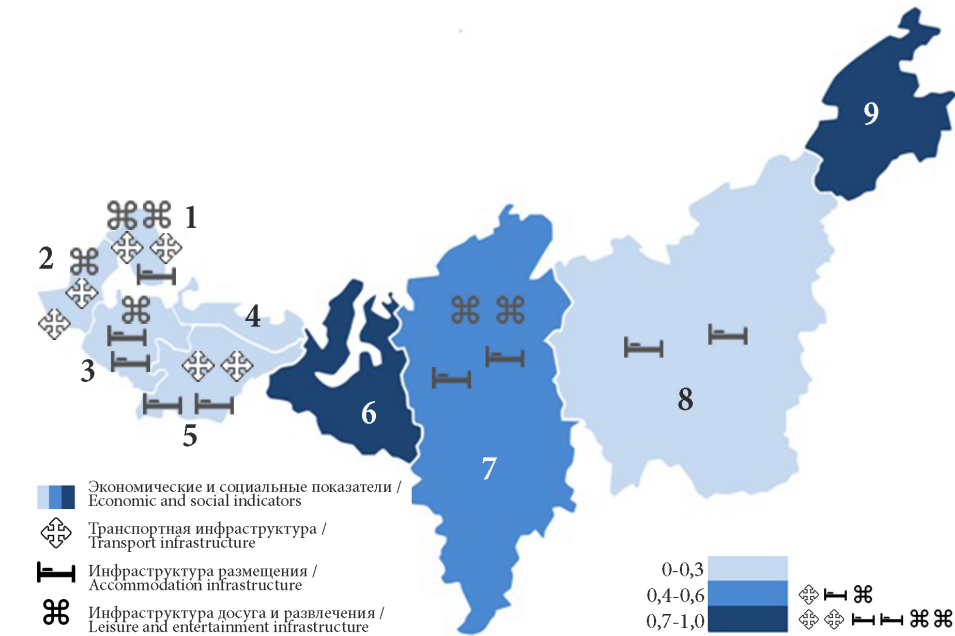 9
1
2
4
3
6
8
5
7
Экономические и социальные показатели /
Economic and social indicators
Транспортная инфраструктура /
Transport infrastructure
Инфраструктура размещения /
Accommodation infrastructure
Инфраструктура досуга и развлечения /
Leisure and entertainment infrastructure
0-0,3
0,4-0,6
0,7-1,0